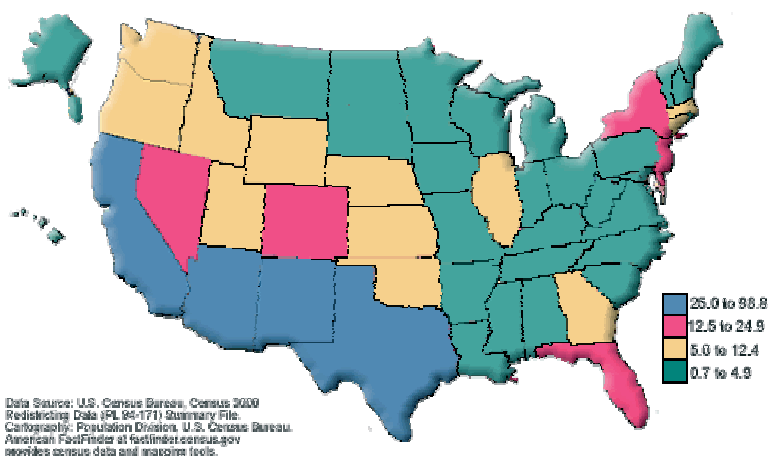 25.0 to 98.8
12.5 to 24.9
5.0 to 12.4
0.7 to 4.9
Data Source: U.S. Census Bureau, Census 2000
Redistricting Data (PL 94-171) Summary File.
Cartography: Population Division, U.S. Census Bureau.
American FactFinder at factfinder.census.gov
provides census data and mapping tools.